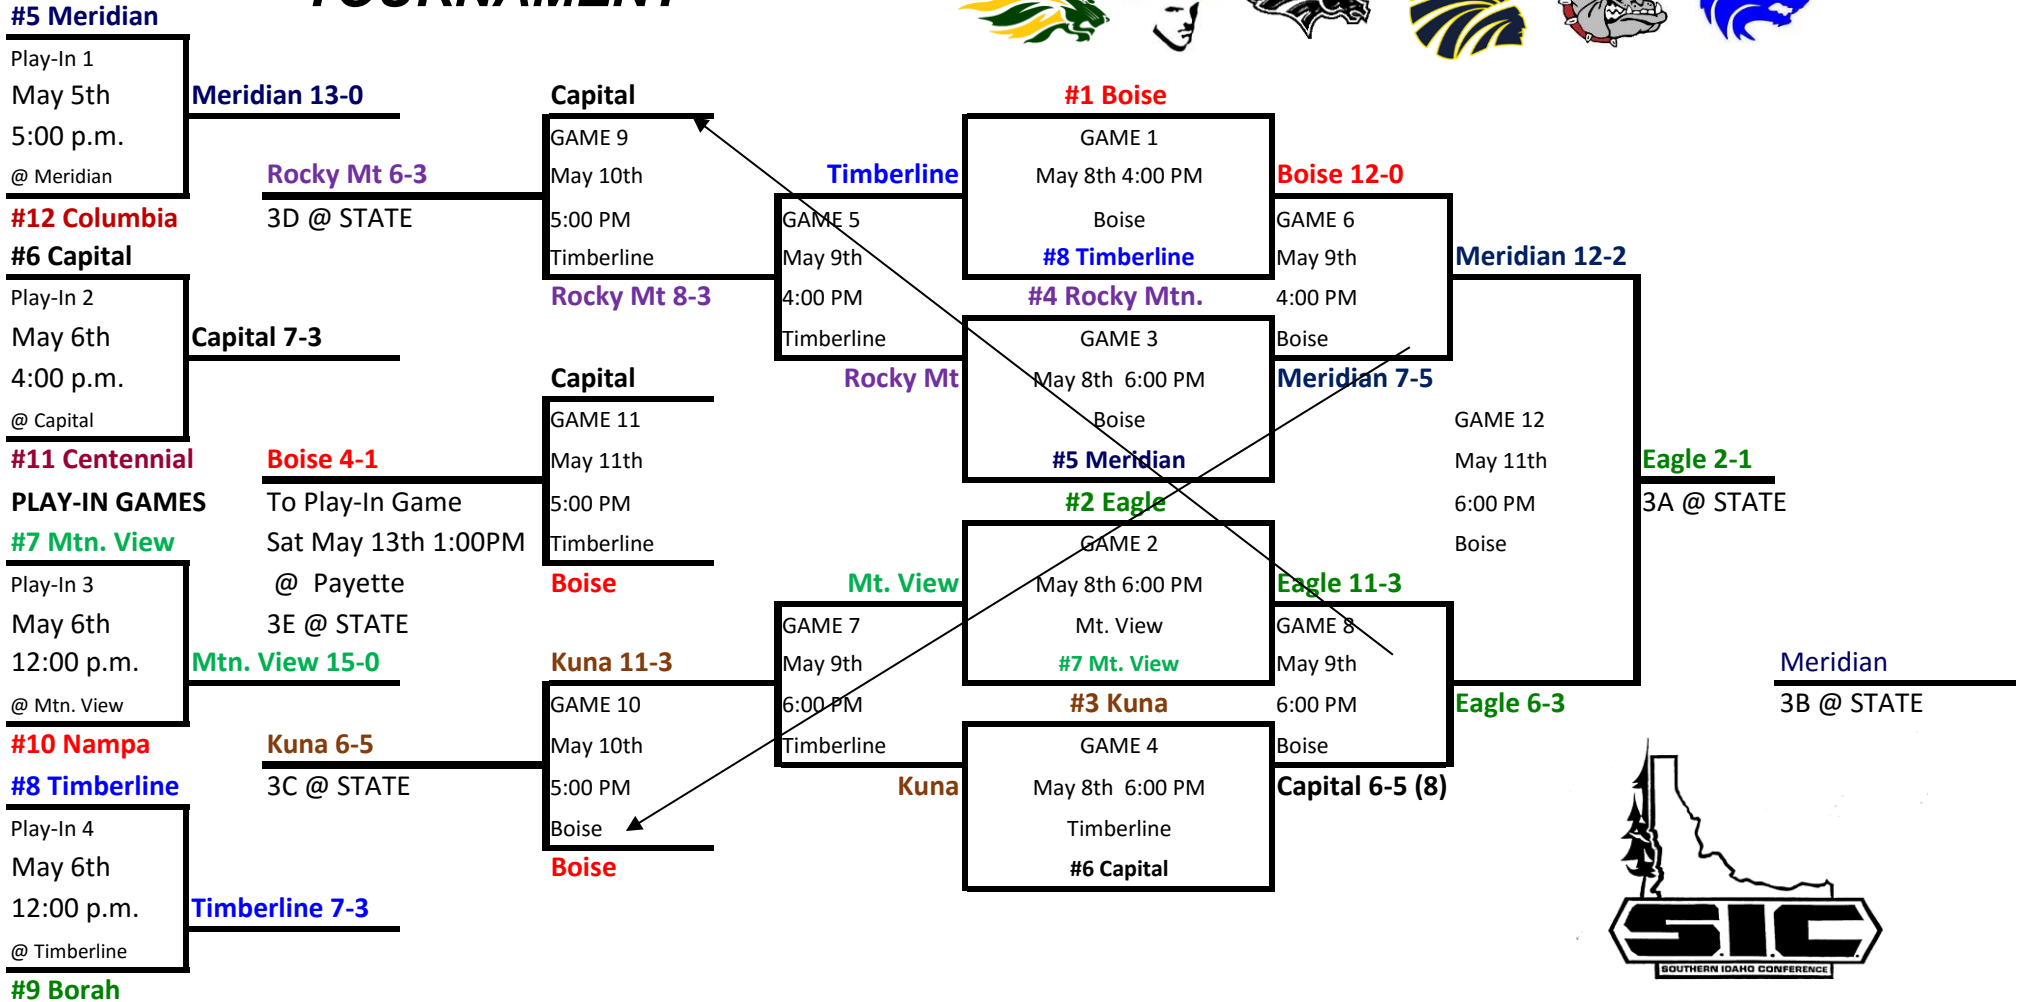 TOURNAMENT
#5 Meridian
Play-In 1
May 5th
5:00 p.m.
@ Meridian
#12 Columbia
Meridian 13-0
#6 Capital
Play-In 2
May 6th
4:00 p.m.
@ Capital
#11 Centennial
Capital 7-3
PLAY-IN GAMES
#7 Mtn. View
Play-In 3
May 6th
12:00 p.m.
@ Mtn. View
#10 Nampa
Mtn. View 15-0
#8 Timberline
Play-In 4
May 6th
12:00 p.m.
@ Timberline
#9 Borah
Timberline 7-3
Rocky Mt 6-3
3D @ STATE
Boise 4-1
To Play-In Game
Sat May 13th 1:00PM
@ Payette
3E @ STATE
Kuna 6-5
3C @ STATE
Capital
GAME 9
May 10th
5:00 PM
Timberline
Rocky Mt 8-3
Capital
GAME 11
May 11th
5:00 PM
Timberline
Boise
Kuna 11-3
GAME 10
May 10th
5:00 PM
Boise
Boise
Timberline
GAME 5
May 9th
4:00 PM
Timberline
Rocky Mt
Mt. View
GAME 7
May 9th
6:00 PM
Timberline
Kuna
#1 Boise
GAME 1
May 8th 4:00 PM
Boise
#8 Timberline
#4 Rocky Mtn.
GAME 3
May 8th 6:00 PM
Boise
#5 Meridian
#2 Eagle
GAME 2
May 8th 6:00 PM
Mt. View
#7 Mt. View
#3 Kuna
GAME 4
May 8th 6:00 PM
Timberline
#6 Capital
Boise 12-0
GAME 6
May 9th
4:00 PM
Boise
Meridian 7-5
Eagle 11-3
GAME 8
May 9th
6:00 PM
Boise
Capital 6-5 (8)
Meridian 12-2
GAME 12
May 11th
6:00 PM
Boise
Eagle 6-3
Eagle 2-1
3A @ STATE
Meridian
3B @ STATE
S.I.C
SOUTHERN IDAHO CONFERENCE